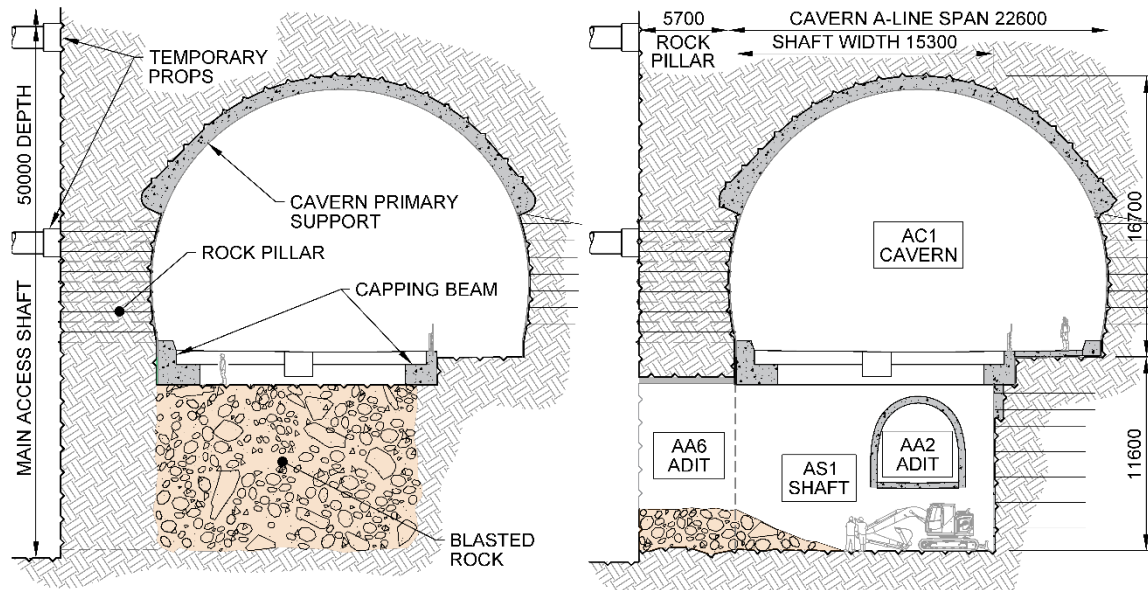 TEMPORARY
PROPS
50000 DEPTH
MAIN ACCESS SHAFT
CAVERN PRIMARY
SUPPORT
ROCK PILLAR
CAPPING BEAM
BLASTED
ROCK
5700
ROCK
PILLAR
CAVERN A-LINE SPAN 22600
SHAFT WIDTH 15300
16700
AC1
CAVERN
AA6
ADIT
AS1
SHAFT
AA2
ADIT
11600